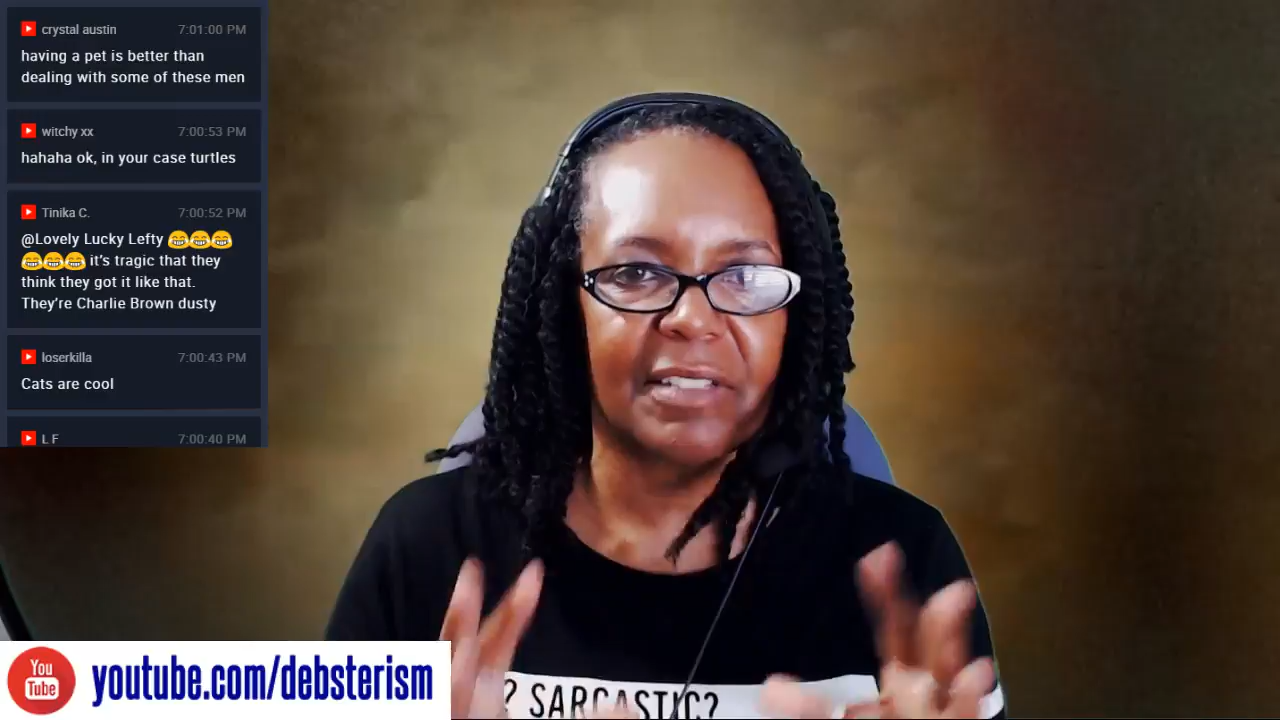 crystal austin 7:01:00 PM
having a pet is better than
dealing with some of these men
witchy xx 7:00:53 PM
hahaha ok, in your case turtles
Tinika C. 7:00:52 PM
@Lovely Lucky Lefty 😂😂😂
😂😂😂 it's tragic that they
think they got it like that.
They're Charlie Brown dusty
loserkilla 7:00:43 PM
Cats are cool
L F 7:00:40 PM
You
Tube
youtube.com/debsterism
? SARCASTIC?